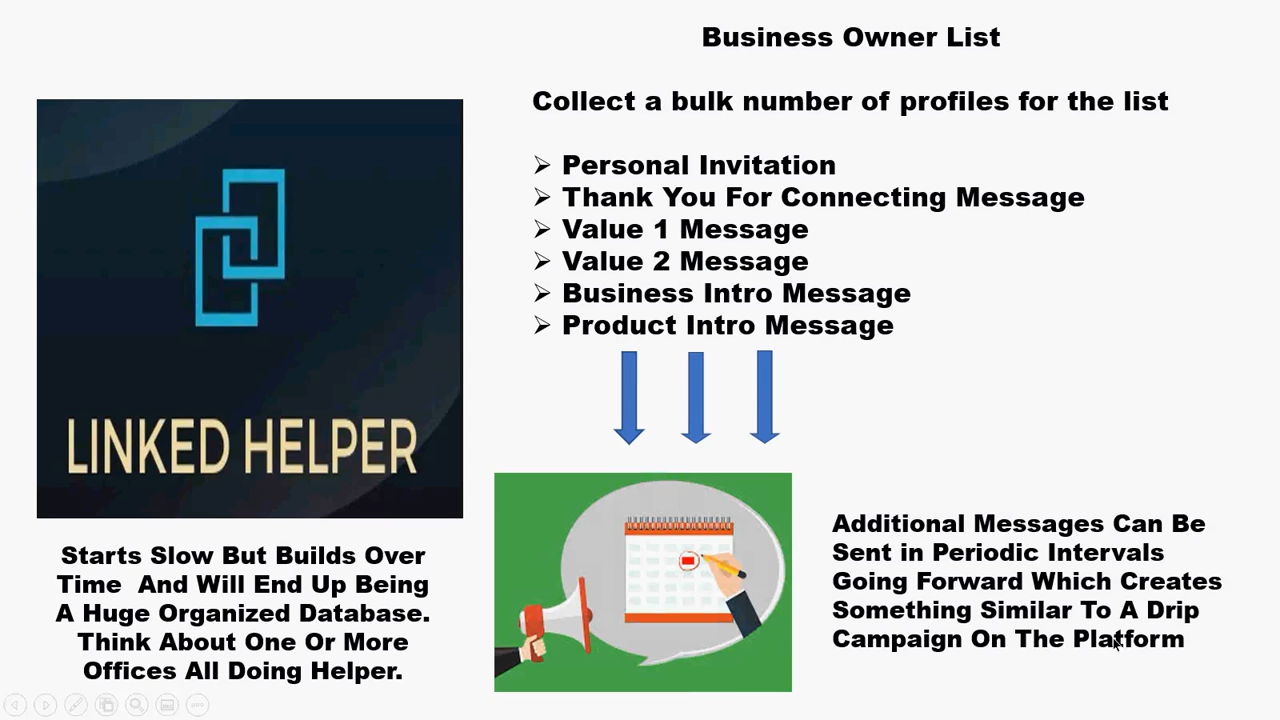 Business Owner List
Collect a bulk number of profiles for the list
Personal Invitation
Thank You For Connecting Message
Value 1 Message
Value 2 Message
Business Intro Message
Product Intro Message
LINKED HELPER
Starts Slow But Builds Over
Time And Will End Up Being
A Huge Organized Database.
Think About One Or More
Offices All Doing Helper.
Additional Messages Can Be
Sent in Periodic Intervals
Going Forward Which Creates
Something Similar To A Drip
Campaign On The Platform